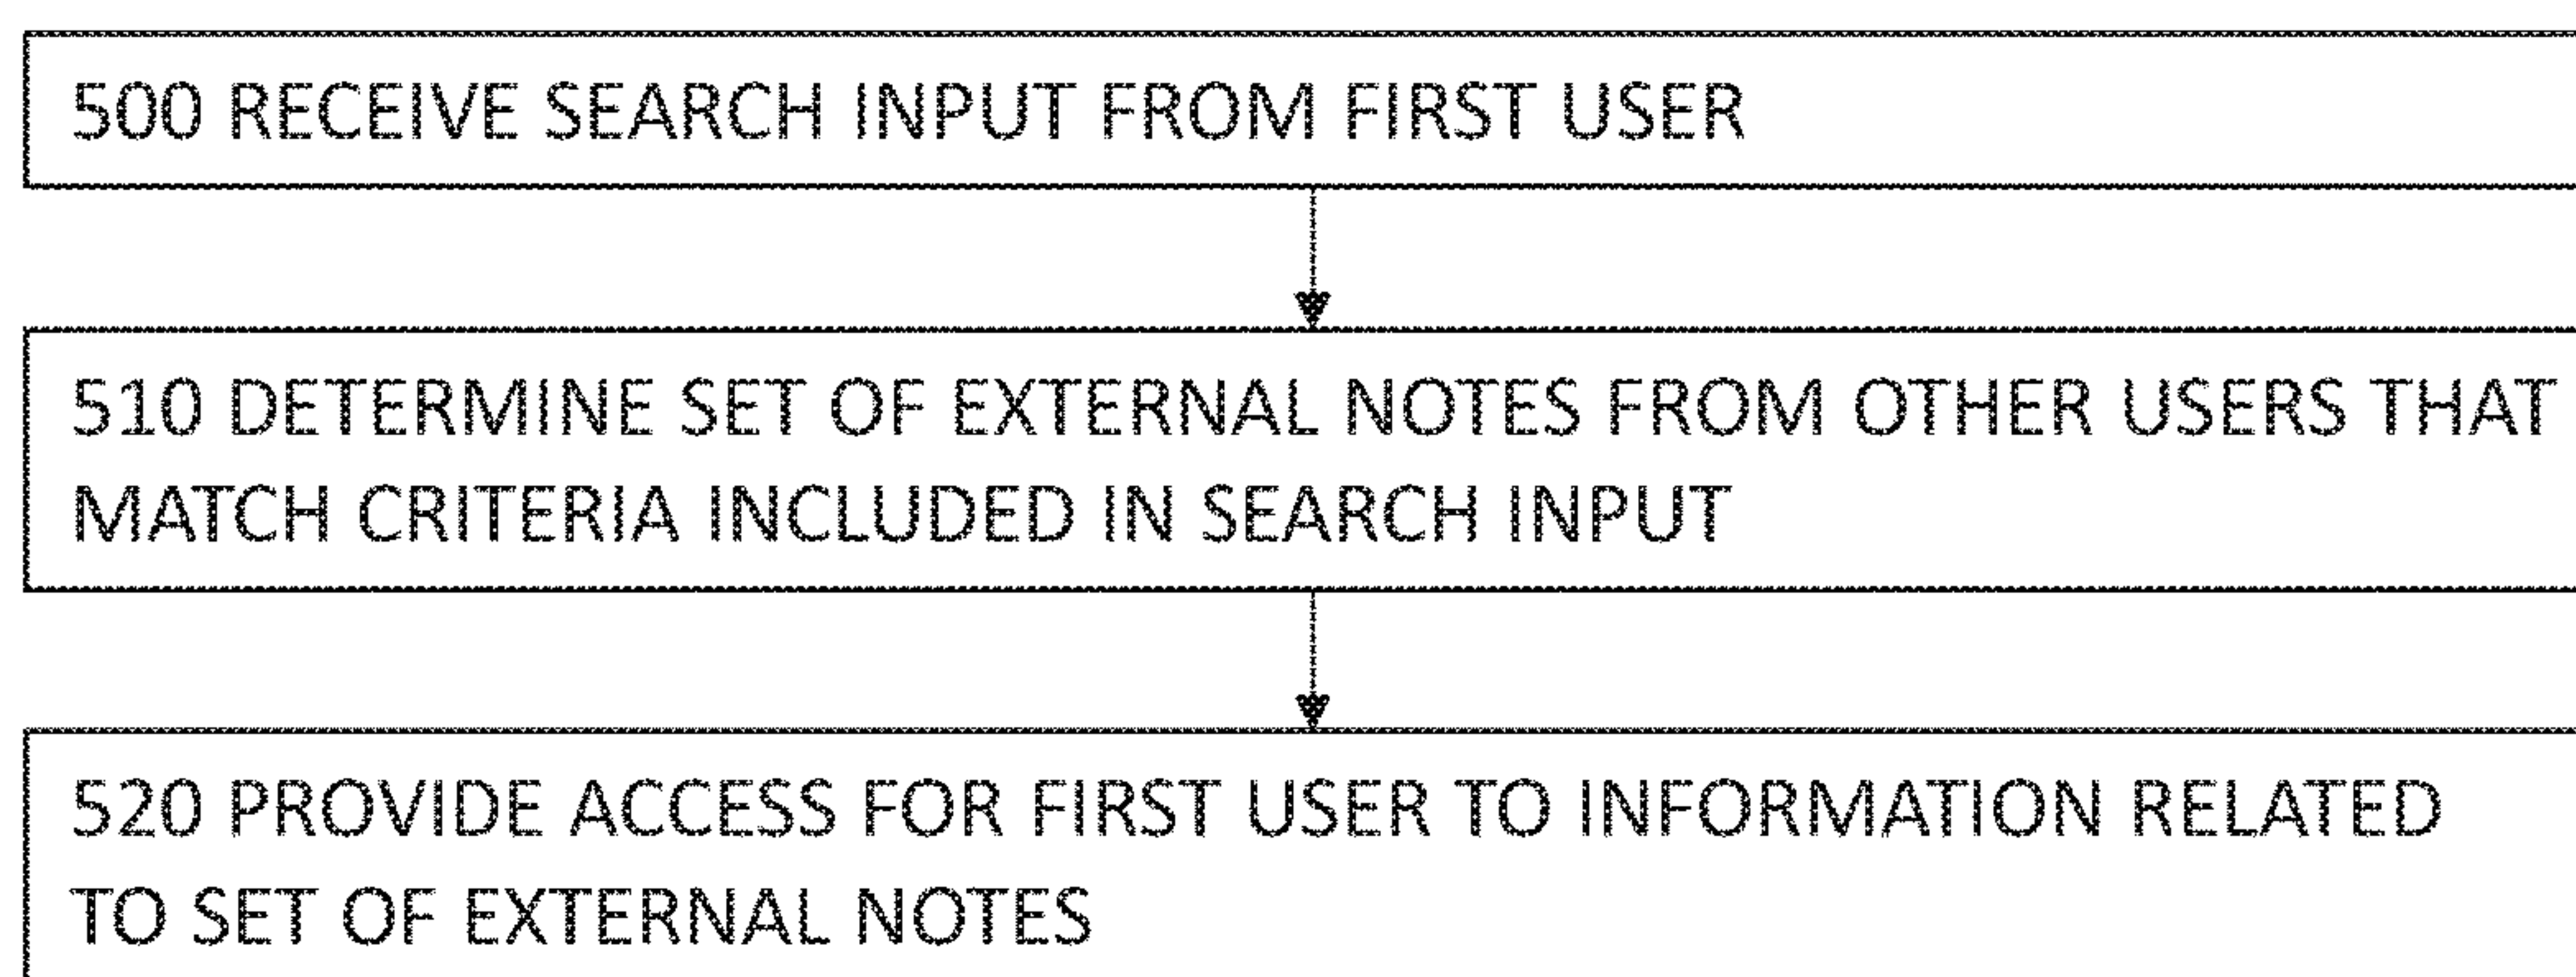 500 RECEIVE SEARCH INPUT FROM FIRST USER
510 DETERMINE SET OF EXTERNAL NOTES FROM OTHER USERS THAT
MATCH CRITERIA INCLUDED IN SEARCH INPUT
520 PROVIDE ACCESS FOR FIRST USER TO INFORMATION RELATED
TO SET OF EXTERNAL NOTES